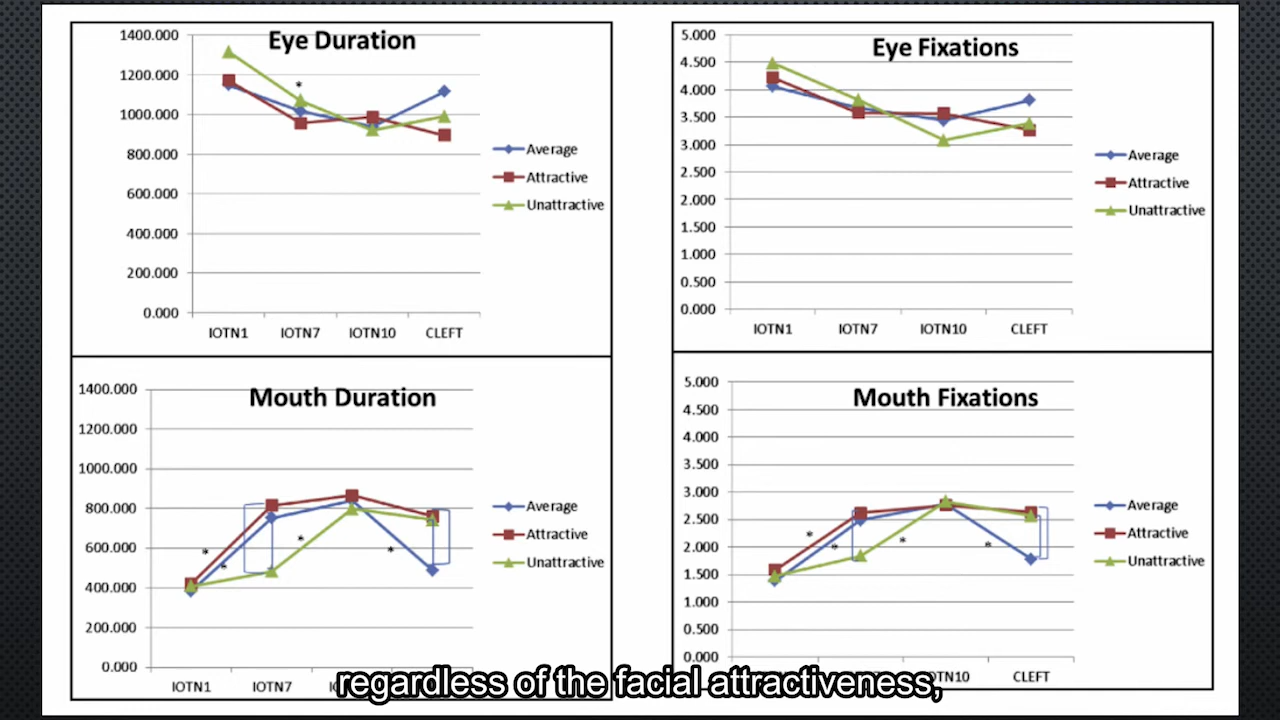 Eye Duration
1400.000
1200.000
1000.000
800.000
600.000
400.000
200.000
0.000
IOTN1 IOTN7 IOTN10 CLEFT
*
Average
Attractive
Unattractive
Eye Fixations
5.000
4.500
4.000
3.500
3.000
2.500
2.000
1.500
1.000
0.500
0.000
IOTN1 IOTN7 IOTN10 CLEFT
Average
Attractive
Unattractive
Mouth Duration
1400.000
1200.000
1000.000
800.000
600.000
400.000
200.000
0.000
* * * *
IOTN1 IOTN7
Average
Attractive
Unattractive
Mouth Fixations
5.000
4.500
4.000
3.500
3.000
2.500
2.000
1.500
1.000
0.500
0.000
* * * *
CLEFT
Average
Attractive
Unattractive
regardless of the facial attractiveness,